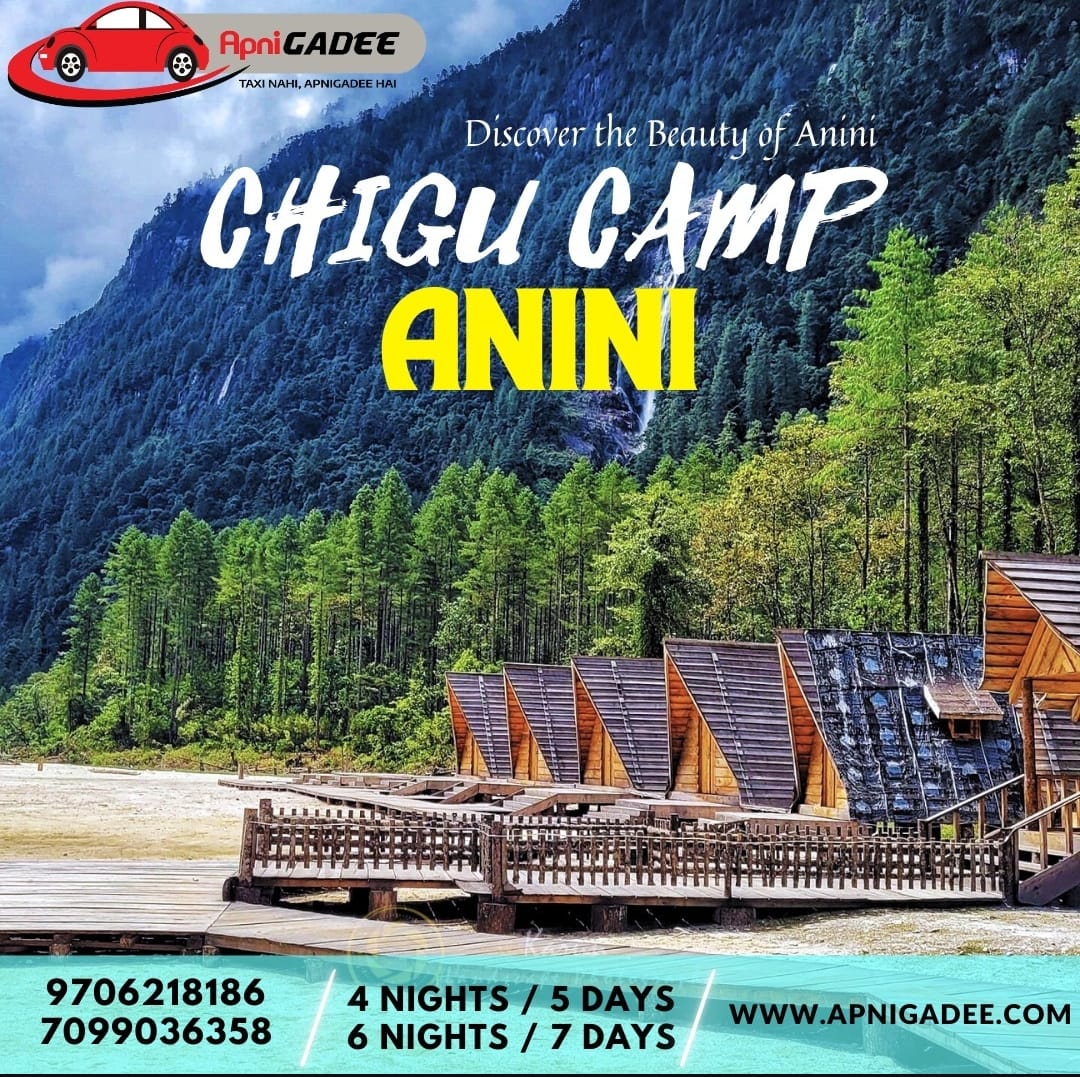 ApniGADEE
TAXI NAHI, APNIGADEE HAI
Discover the Beauty of Anini
CHIGU CAMP
ANINI
9706218186
7099036358
4 NIGHTS / 5 DAYS
6 NIGHTS / 7 DAYS
WWW.APNIGADEE.COM